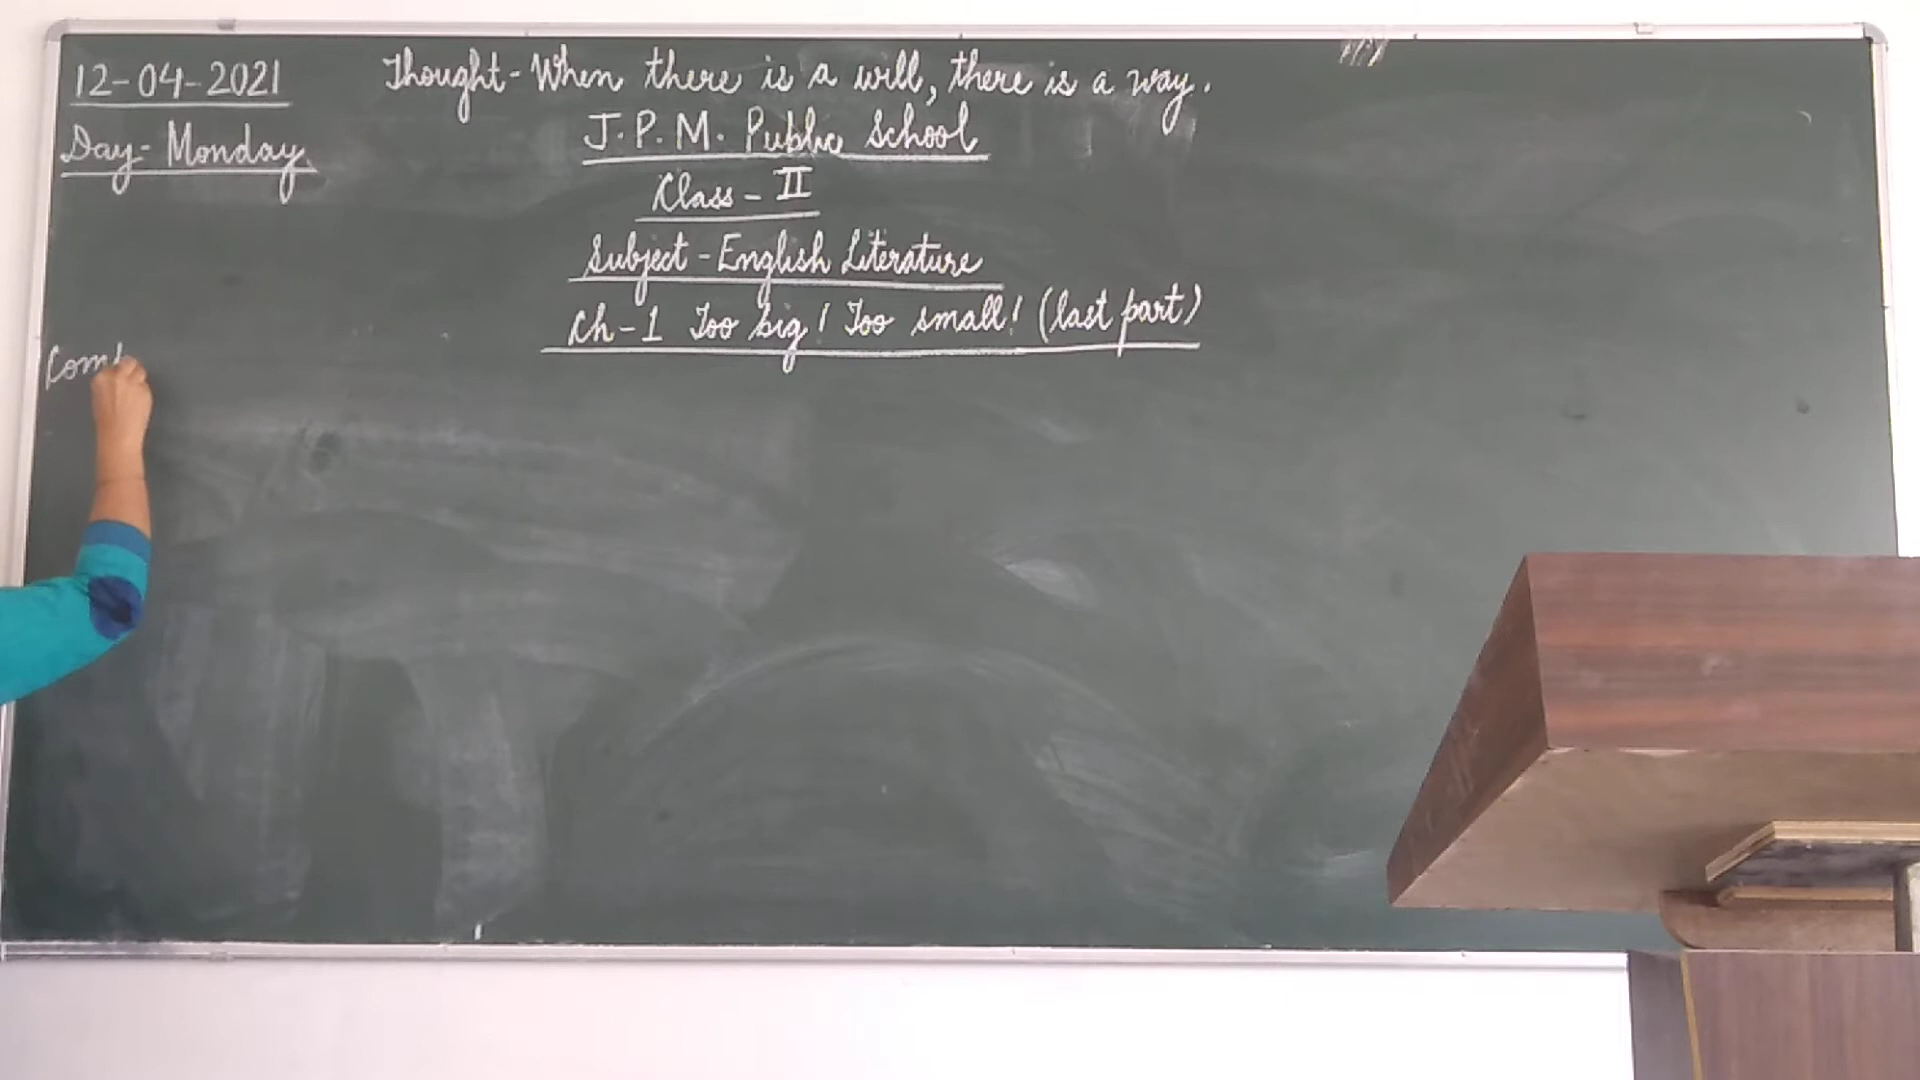 12-04-2021
Thought - When there is a will, there is a way.
Day - Monday
J.P.M. Public School
Class - II
Subject - English Literature
Ch-1 Too big! Too small! (last part)